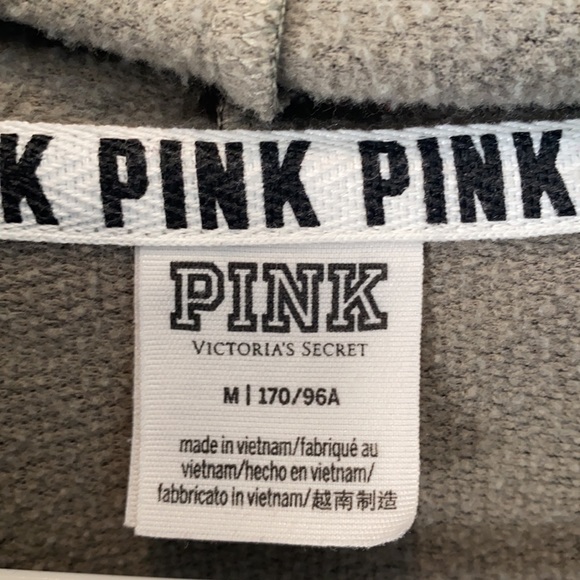 K PINK PINK PINK
PINK
VICTORIA'S SECRET
M | 170/96A
made in vietnam/fabriqué au
vietnam/hecho en vietnam/
fabbricato in vietnam/越南制造